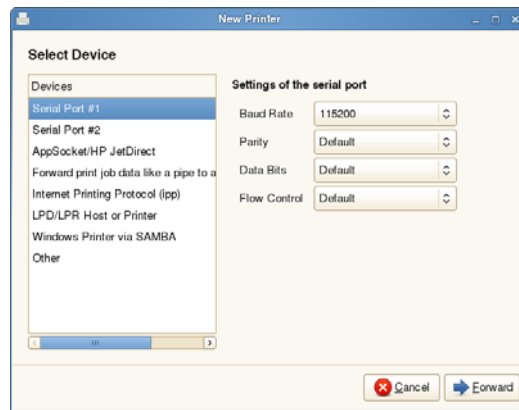 New Printer
Select Device
Devices
Serial Port #1
Serial Port #2
AppSocket/HP JetDirect
Forward print job data like a pipe to a
Internet Printing Protocol (ipp)
LPD/LPR Host or Printer
Windows Printer via SAMBA
Other
Settings of the serial port
Baud Rate 115200
Parity Default
Data Bits Default
Flow Control Default
Cancel Forward